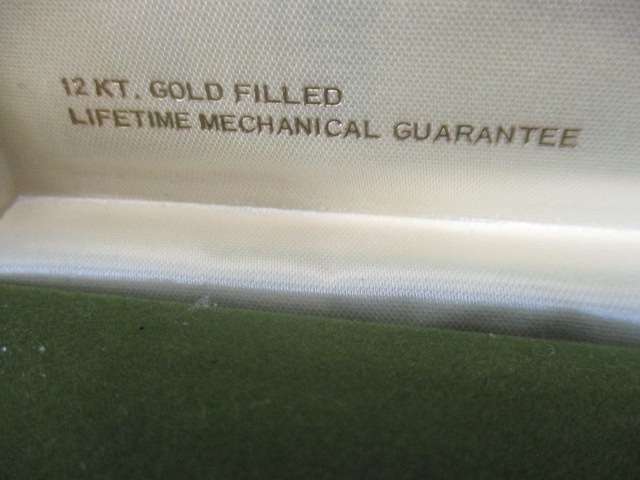 12 KT. GOLD FILLED
LIFETIME MECHANICAL GUARANTEE